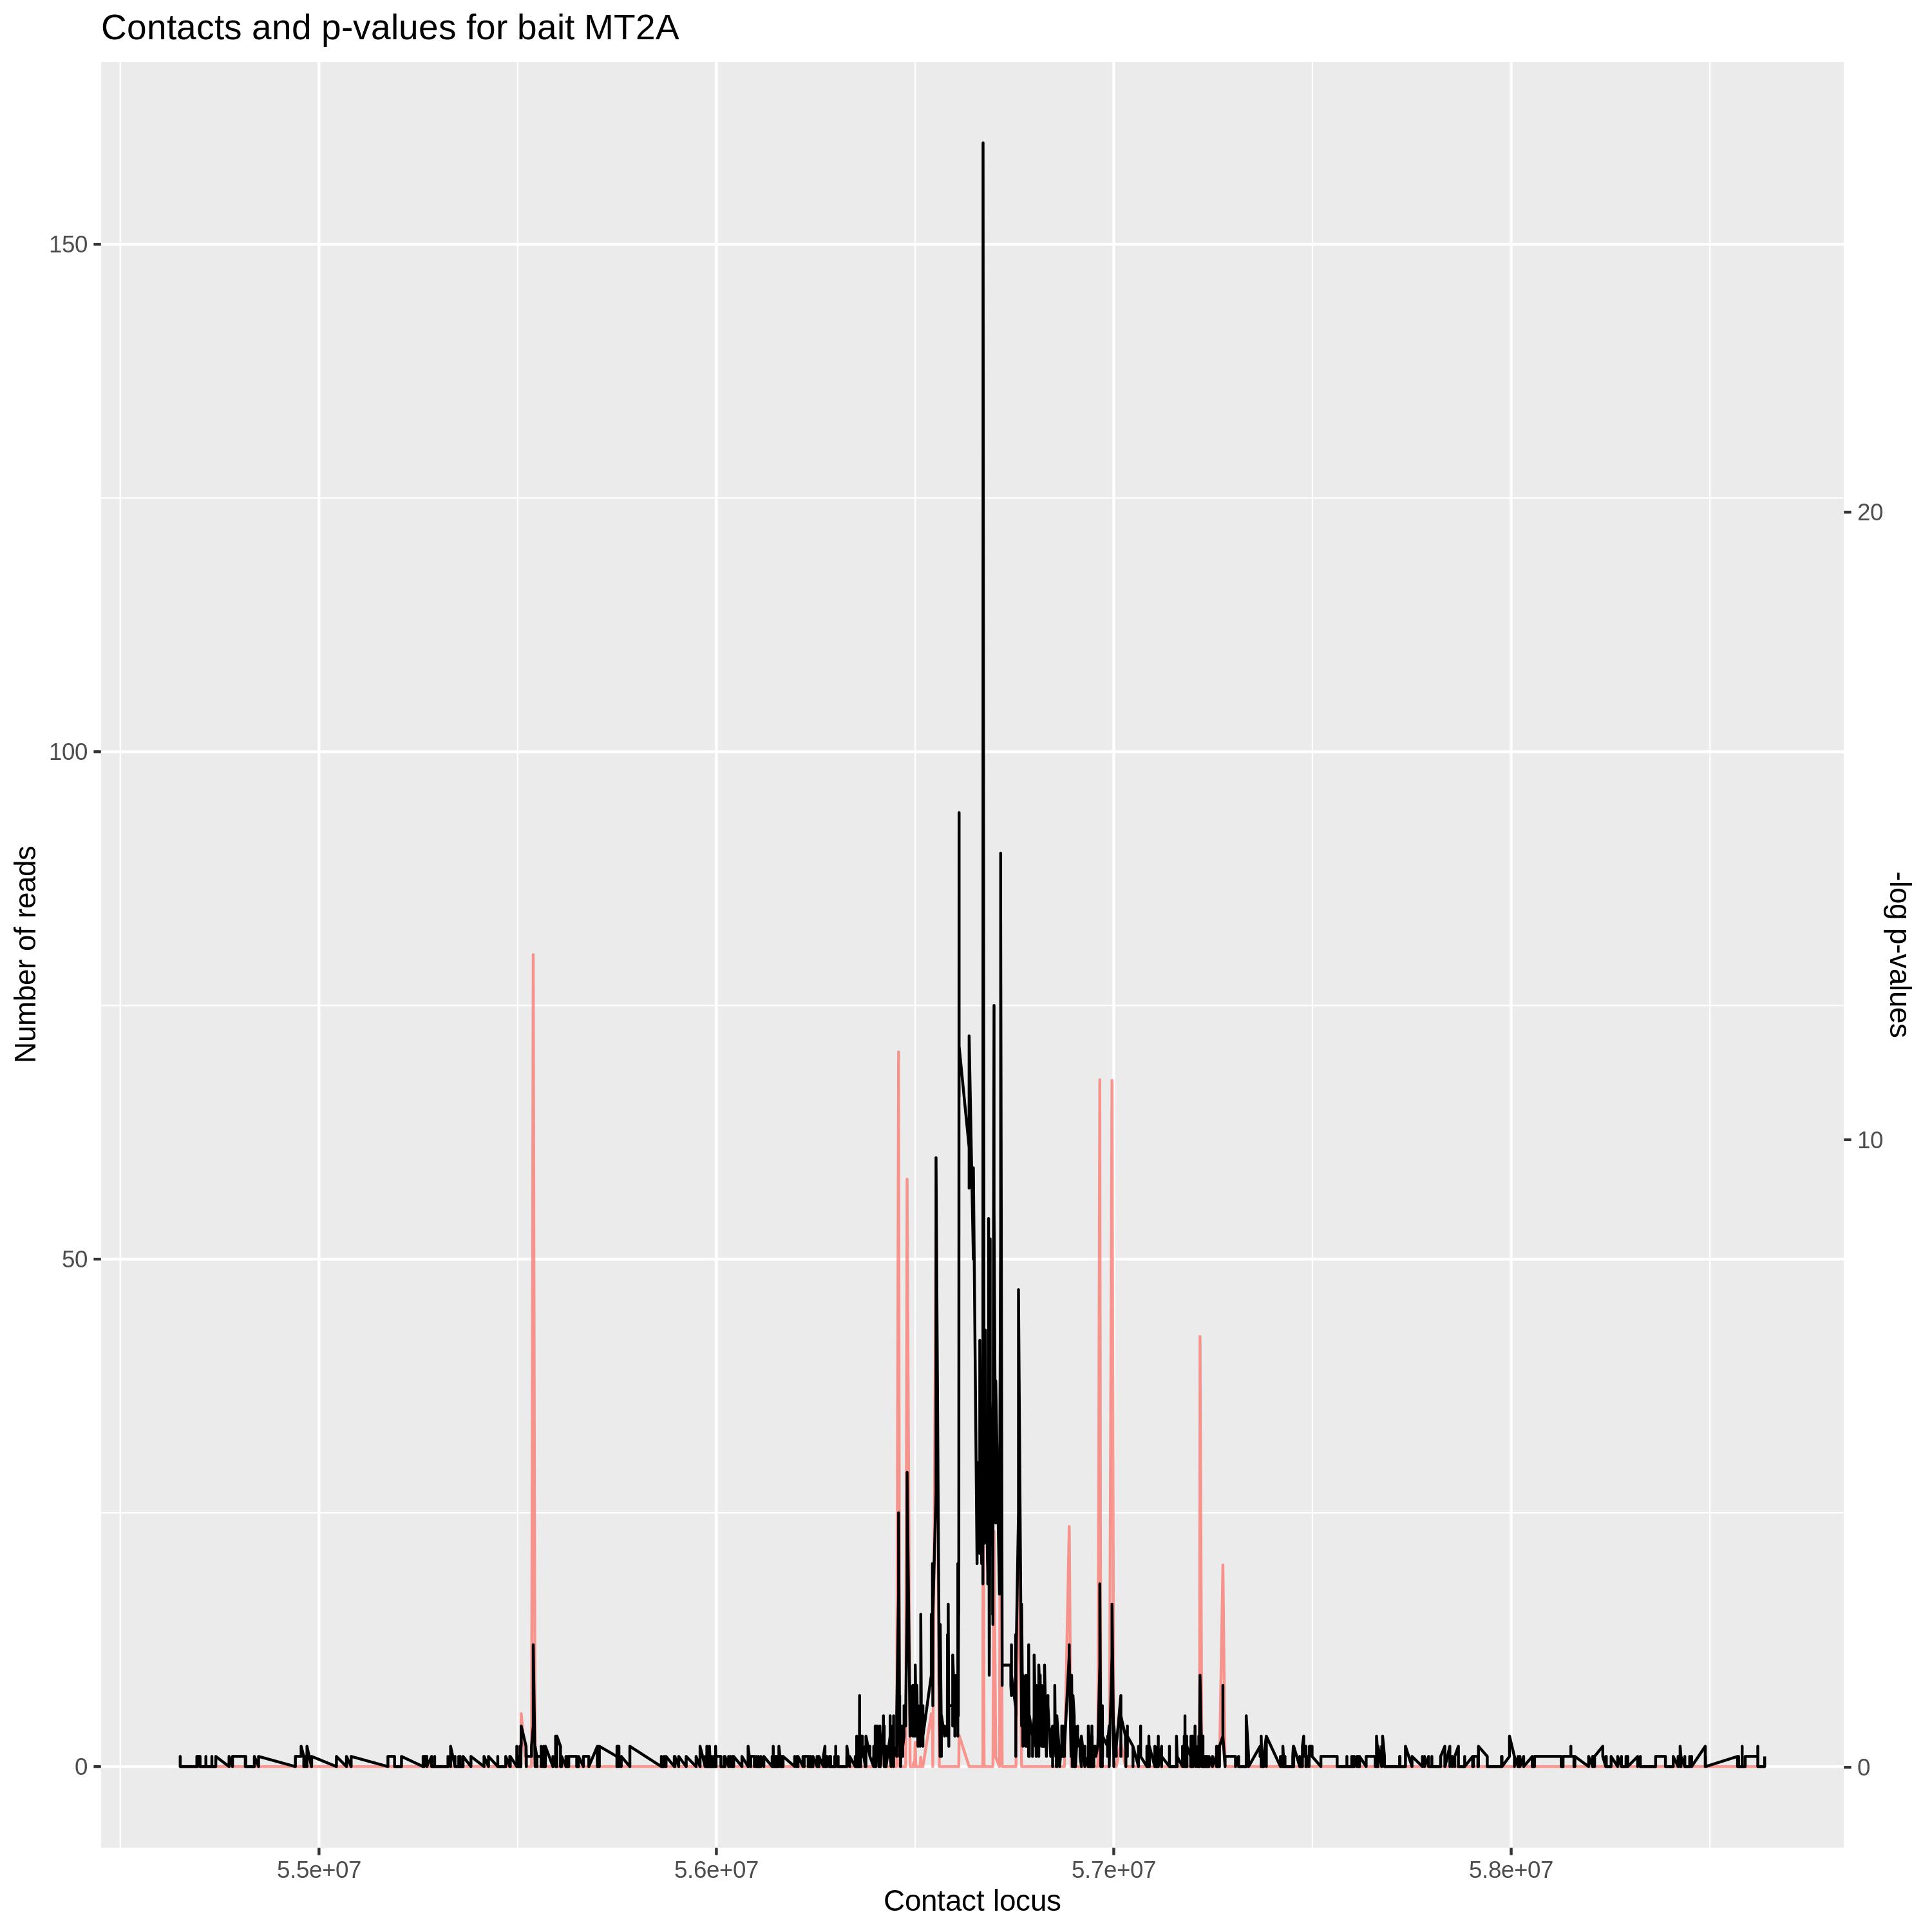 Contacts and p-values for bait MT2A
150
100
50
0
20
10
0
Number of reads
-log p-values
5.5e+07
5.6e+07
5.7e+07
5.8e+07
Contact locus